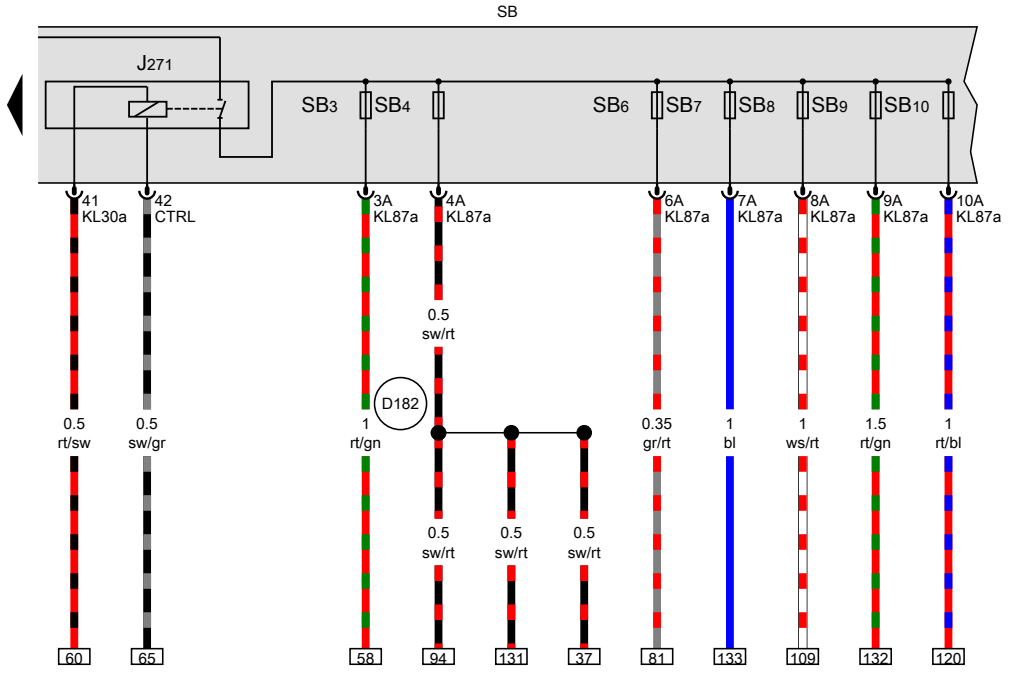 SB
J271
SB3 SB4 SB6 SB7 SB8 SB9 SB10
41 42 3A 4A 6A 7A 8A 9A 10A
KL30a CTRL KL87a KL87a KL87a KL87a KL87a KL87a KL87a
0.5
sw/rt
D182
0.5 0.5 1 0.35 1 1 1.5 1
rt/sw sw/gr rt/gn gr/rt bl ws/rt rt/gn rt/bl
0.5 0.5 0.5
sw/rt sw/rt sw/rt
60 65 58 94 131 37 81 133 109 132 120